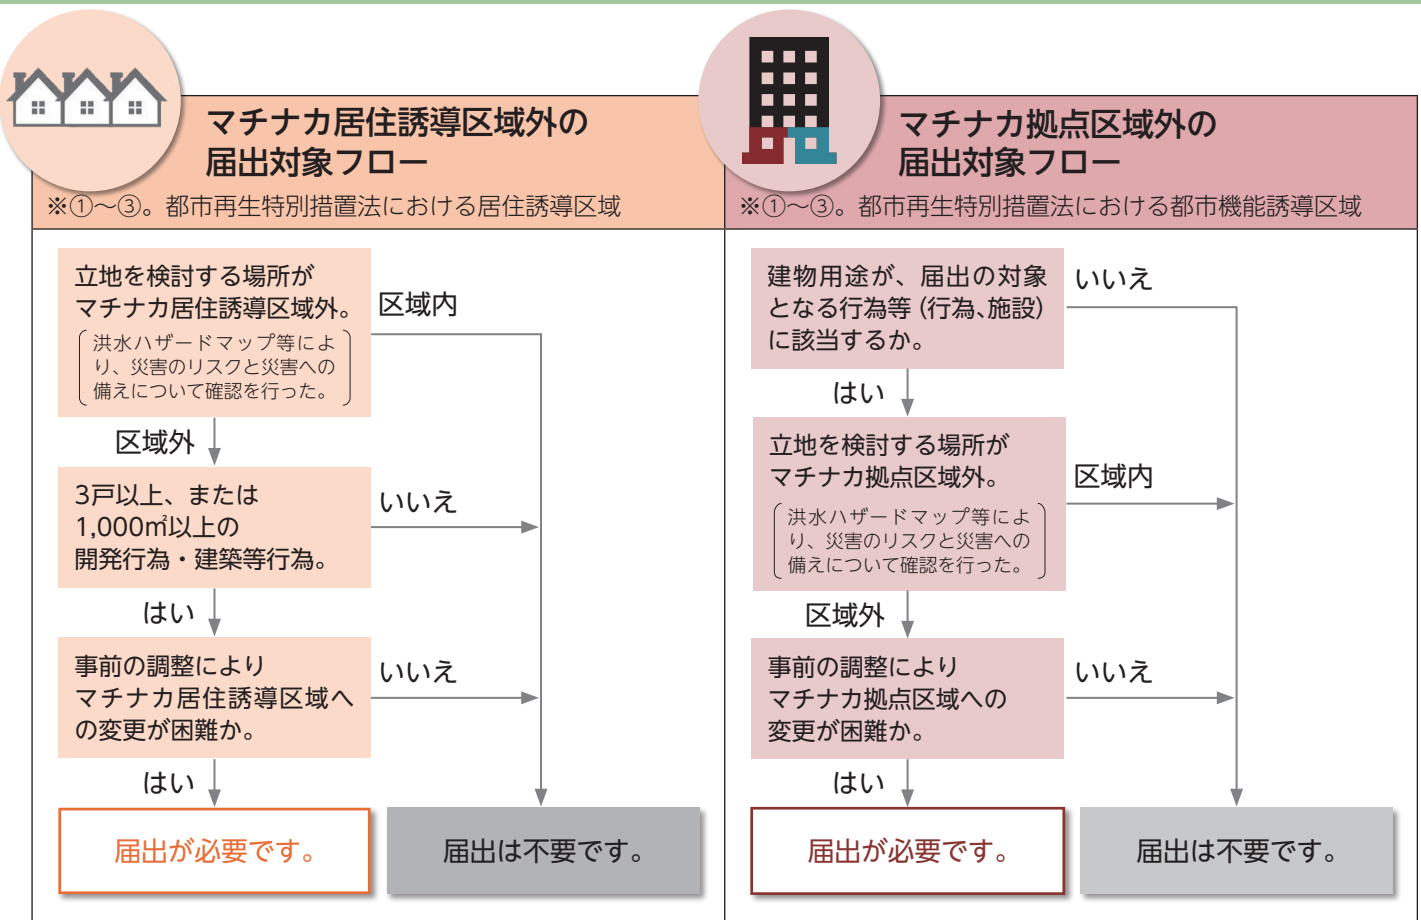 マチナカ居住誘導区域外の
届出対象フロー
※①〜③。都市再生特別措置法における居住誘導区域
立地を検討する場所が
マチナカ居住誘導区域外。
洪水ハザードマップ等によ
り、災害のリスクと災害への
備えについて確認を行った。
区域内
区域外
3戸以上、または
1,000㎡以上の
開発行為・建築等行為。
いいえ
はい
事前の調整により
マチナカ居住誘導区域へ
の変更が困難か。
いいえ
はい
届出が必要です。
届出は不要です。
マチナカ拠点区域外の
届出対象フロー
※①〜③。都市再生特別措置法における都市機能誘導区域
建物用途が、届出の対象
となる行為等(行為、施設)
に該当するか。
いいえ
はい
立地を検討する場所が
マチナカ拠点区域外。
洪水ハザードマップ等によ
り、災害のリスクと災害への
備えについて確認を行った。
区域内
区域外
事前の調整により
マチナカ拠点区域への
変更が困難か。
いいえ
はい
届出が必要です。
届出は不要です。